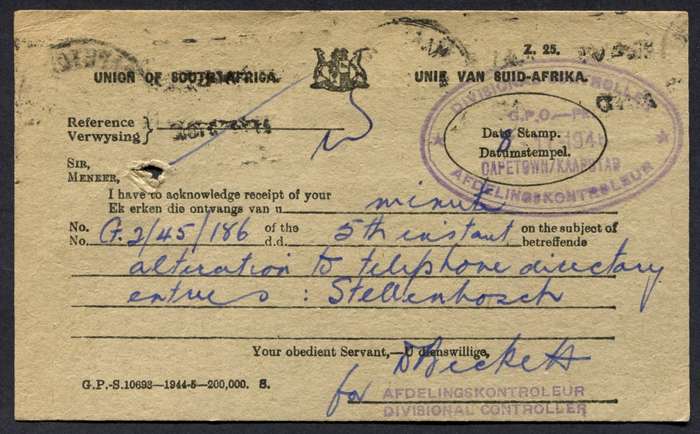 Z. 25.
UNION OF SOUTH AFRICA. UNIE VAN SUID-AFRIKA.
DIVISIONAL CONTROLLER
G.P.O.
Reference
Verwysing
Date Stamp.
8 194
Datumstempel.
CAPETOWN/KAAPSTAD
AFDELINGSKONTROLEUR
SIR,
MENEER,
I have to acknowledge receipt of your
Ek erken die ontvangs van u minute
No. G.2/45/186 of the 5th instant on the subject of
No. d.d. betreffende
alteration to telephone directory
entries : Stellenbosch
Your obedient Servant,—U dienswillige,
D Beckett
G.P.-S.10693—1944-5—200,000. S.
for AFDELINGSKONTROLEUR
DIVISIONAL CONTROLLER